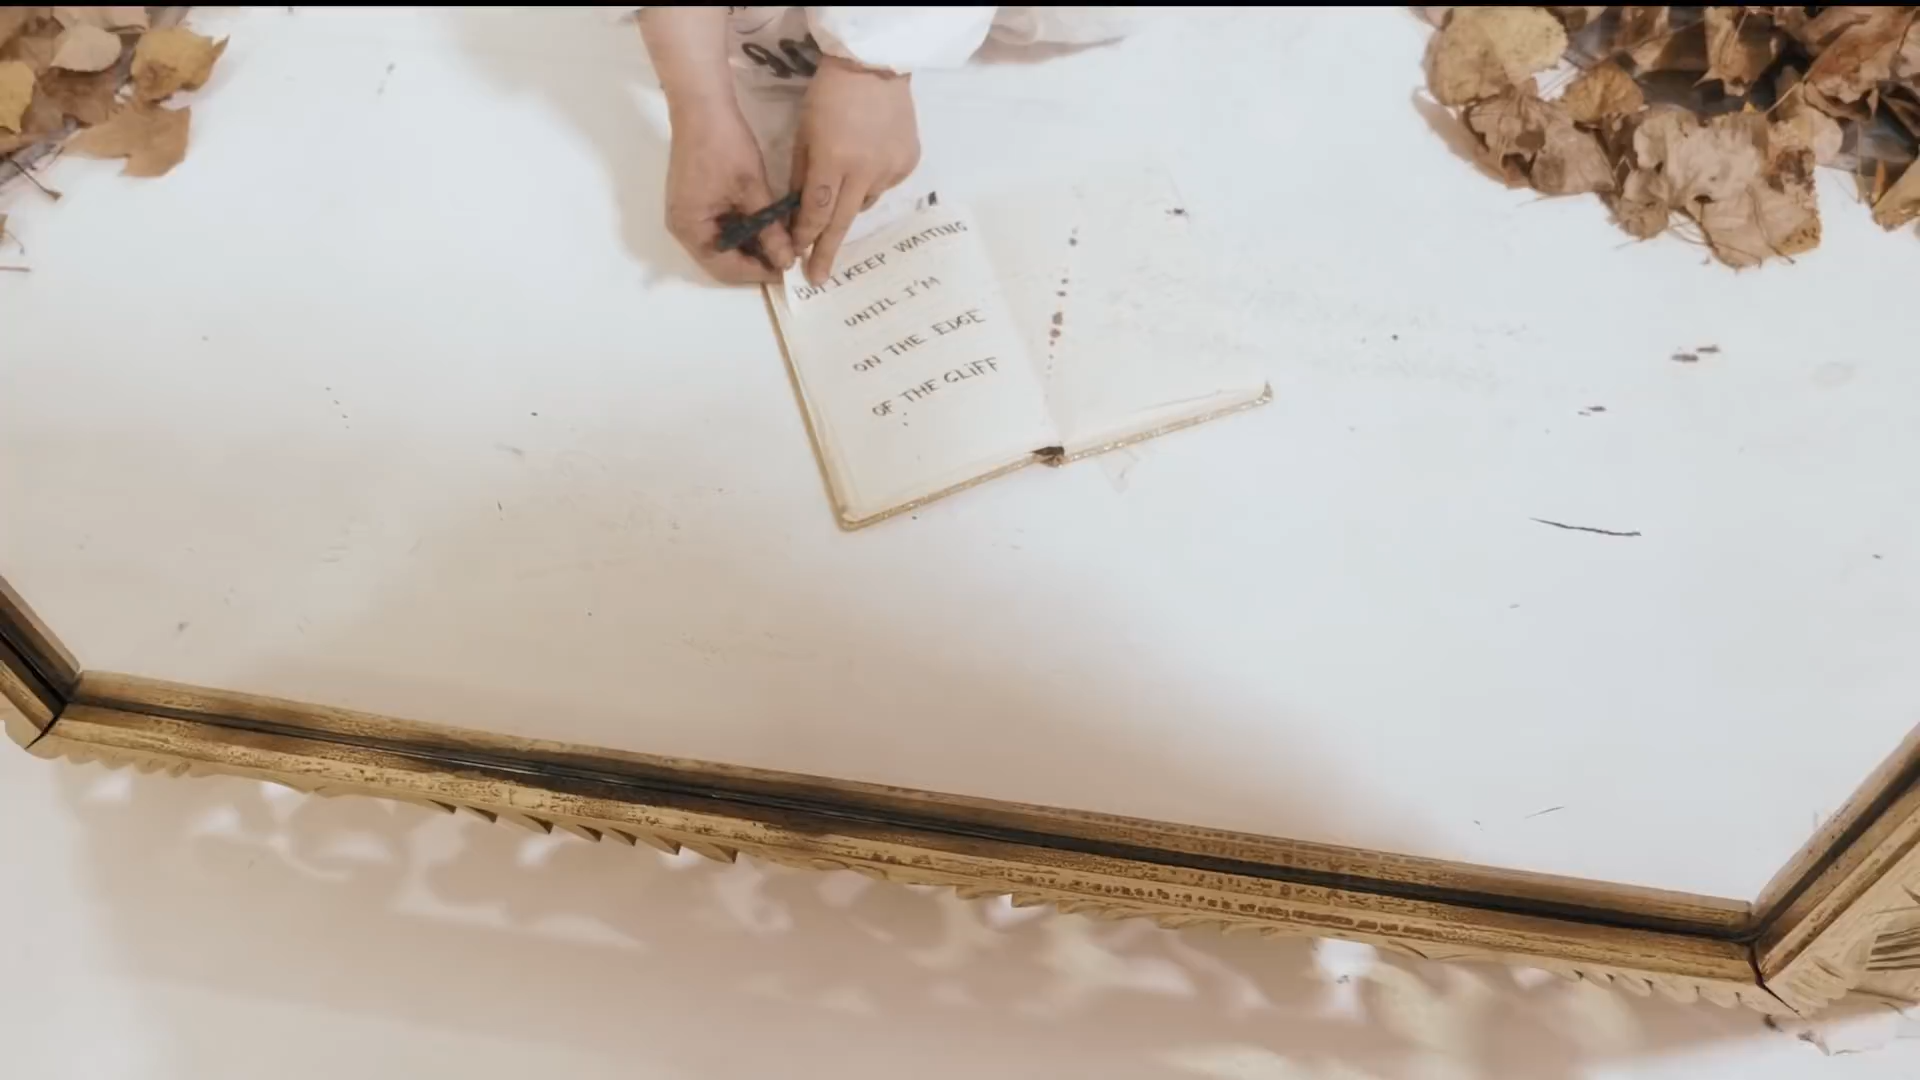 BUT I KEEP WAITING
UNTIL I'M
ON THE EDGE
OF THE CLIFF